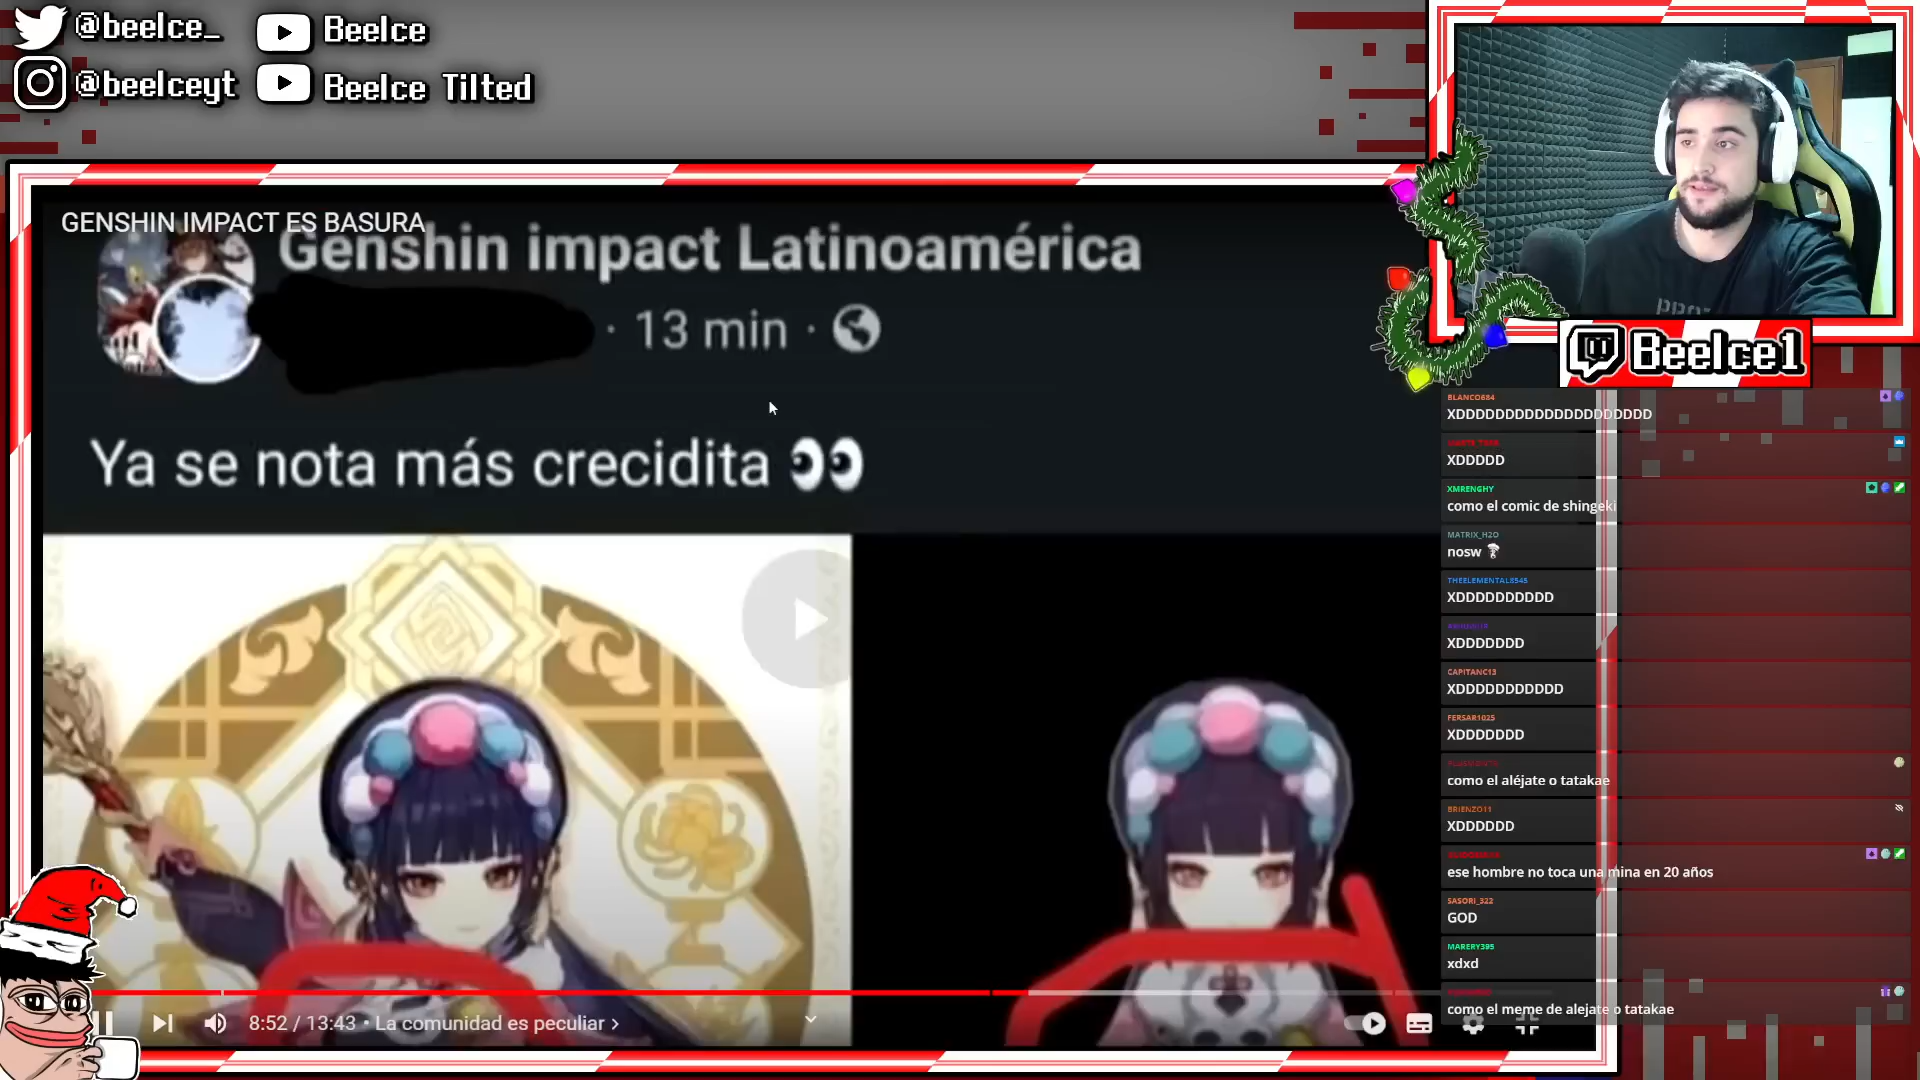 @beelce_
Beelce
@beelceyt
Beelce Tilted
GENSHIN IMPACT ES BASURA
Genshin impact Latinoamérica
· 13 min ·
Ya se nota más crecidita 👀
8:52 / 13:43 • La comunidad es peculiar ›
Beelce1
BLANCO684
XDDDDDDDDDDDDDDDDDDDD
XDDDDD
XMRENGHY
como el comic de shingeki
MATRIX_H2O
nosw
THEELEMENTAL8545
XDDDDDDDDDD
XDDDDDDD
CAPITANC13
XDDDDDDDDDDD
FERSAR1025
XDDDDDDD
como el aléjate o tatakae
BRIENZO11
XDDDDDD
ese hombre no toca una mina en 20 años
SASORI_322
GOD
MARERY395
xdxd
como el meme de alejate o tatakae